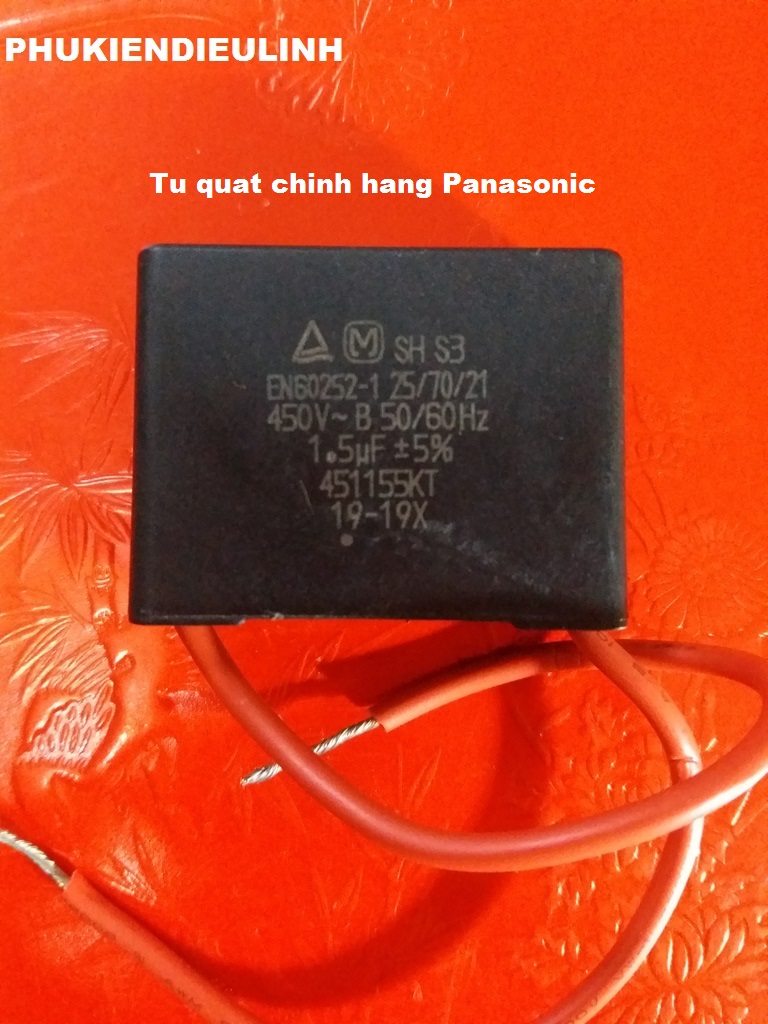 PHUKIENDIEULINH
Tu quat chinh hang Panasonic
M SH S3
EN60252-1 25/70/21
450V~ B 50/60Hz
1.5µF ±5%
451155KT
19-19X